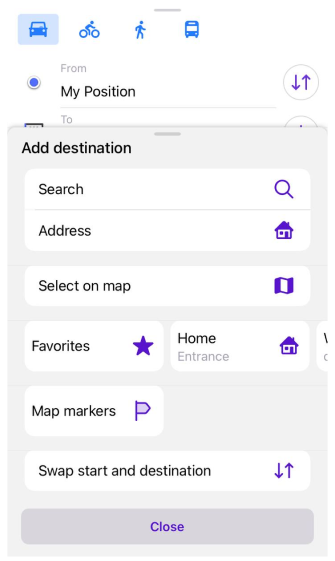 From
My Position
To
Add destination
Search
Address
Select on map
Favorites
Home
Entrance
Map markers
Swap start and destination
Close